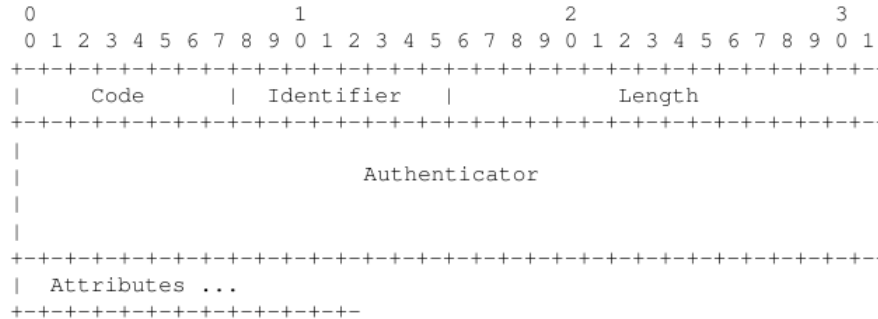 0                   1                   2                   3
 0 1 2 3 4 5 6 7 8 9 0 1 2 3 4 5 6 7 8 9 0 1 2 3 4 5 6 7 8 9 0 1
+-+-+-+-+-+-+-+-+-+-+-+-+-+-+-+-+-+-+-+-+-+-+-+-+-+-+-+-+-+-+-+-
|     Code      |  Identifier   |            Length
+-+-+-+-+-+-+-+-+-+-+-+-+-+-+-+-+-+-+-+-+-+-+-+-+-+-+-+-+-+-+-+-
|
|                         Authenticator
|
|
+-+-+-+-+-+-+-+-+-+-+-+-+-+-+-+-+-+-+-+-+-+-+-+-+-+-+-+-+-+-+-+-
|  Attributes ...
+-+-+-+-+-+-+-+-+-+-+-+-+-